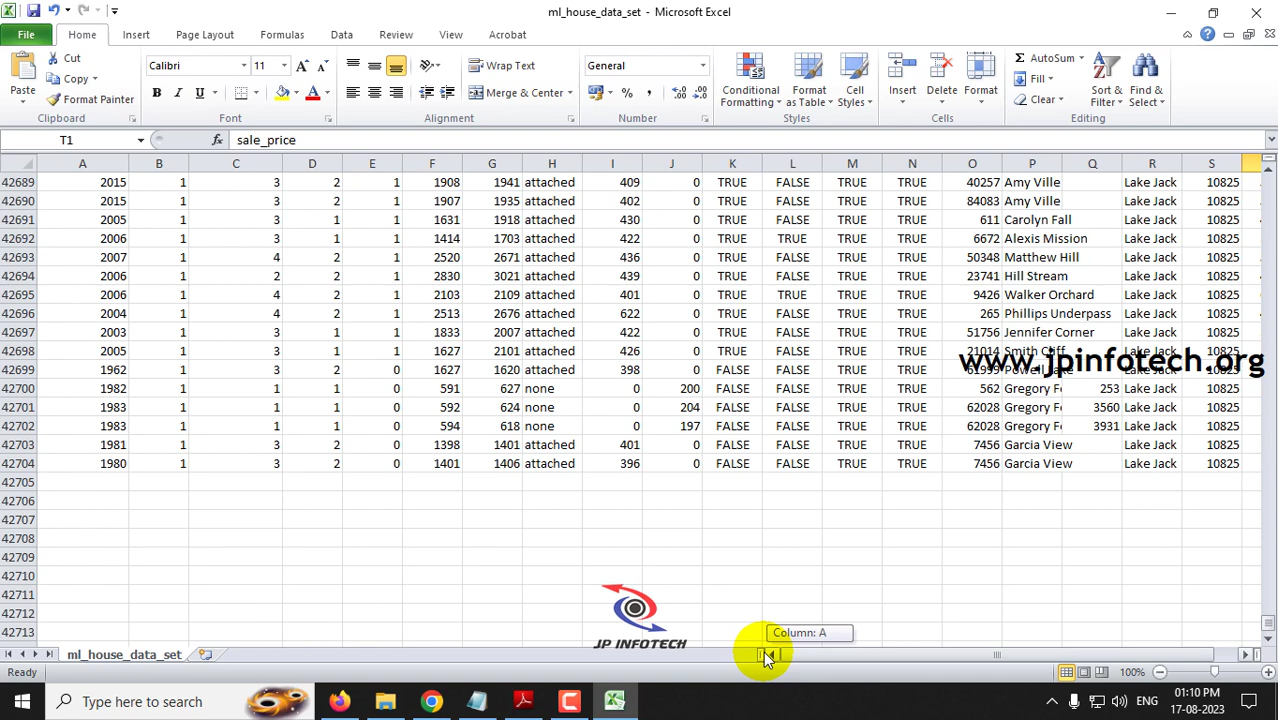 ml_house_data_set - Microsoft Excel
File Home Insert Page Layout Formulas Data Review View Acrobat
Paste Cut Copy Format Painter Clipboard
Calibri 11 A A B I U A Font
Wrap Text Merge & Center Alignment
General % , Number
Conditional Formatting Format as Table Cell Styles Styles
Insert Delete Format Cells
Σ AutoSum Fill Clear Sort & Filter Find & Select Editing
T1 fx sale_price
A B C D E F G H I J K L M N O P Q R S
42689 2015 1 3 2 1 1908 1941 attached 409 0 TRUE FALSE TRUE TRUE 40257 Amy Ville Lake Jack 10825
42690 2015 1 3 2 1 1907 1935 attached 402 0 TRUE FALSE TRUE TRUE 84083 Amy Ville Lake Jack 10825
42691 2005 1 3 1 1 1631 1918 attached 430 0 TRUE FALSE TRUE TRUE 611 Carolyn Fall Lake Jack 10825
42692 2006 1 3 1 1 1414 1703 attached 422 0 TRUE TRUE TRUE TRUE 6672 Alexis Mission Lake Jack 10825
42693 2007 1 4 2 1 2520 2671 attached 436 0 TRUE FALSE TRUE TRUE 50348 Matthew Hill Lake Jack 10825
42694 2006 1 2 2 1 2830 3021 attached 439 0 TRUE FALSE TRUE TRUE 23741 Hill Stream Lake Jack 10825
42695 2006 1 4 2 1 2103 2109 attached 401 0 TRUE TRUE TRUE TRUE 9426 Walker Orchard Lake Jack 10825
42696 2004 1 4 2 1 2513 2676 attached 622 0 TRUE FALSE TRUE TRUE 265 Phillips Underpass Lake Jack 10825
42697 2003 1 3 1 1 1833 2007 attached 422 0 TRUE FALSE TRUE TRUE 51756 Jennifer Corner Lake Jack 10825
42698 2005 1 3 1 1 1627 2101 attached 426 0 TRUE FALSE TRUE TRUE 21014 Smith Cliff Lake Jack 10825
www.jpinfotech.org
42699 1962 1 3 2 0 1627 1620 attached 398 0 FALSE FALSE TRUE TRUE 61999 Powell Lake Lake Jack 10825
42700 1982 1 1 1 0 591 627 none 0 200 FALSE FALSE TRUE TRUE 562 Gregory Fo 253 Lake Jack 10825
42701 1983 1 1 1 0 592 624 none 0 204 FALSE FALSE TRUE TRUE 62028 Gregory Fo 3560 Lake Jack 10825
42702 1983 1 1 1 0 594 618 none 0 197 FALSE FALSE TRUE TRUE 62028 Gregory Fo 3931 Lake Jack 10825
42703 1981 1 3 2 0 1398 1401 attached 401 0 FALSE FALSE TRUE TRUE 7456 Garcia View Lake Jack 10825
42704 1980 1 3 2 0 1401 1406 attached 396 0 FALSE FALSE TRUE TRUE 7456 Garcia View Lake Jack 10825
42705
42706
42707
42708
42709
42710
42711
42712
42713
Column: A
JP INFOTECH
ml_house_data_set
Ready 100%
Type here to search ENG 01:10 PM
17-08-2023